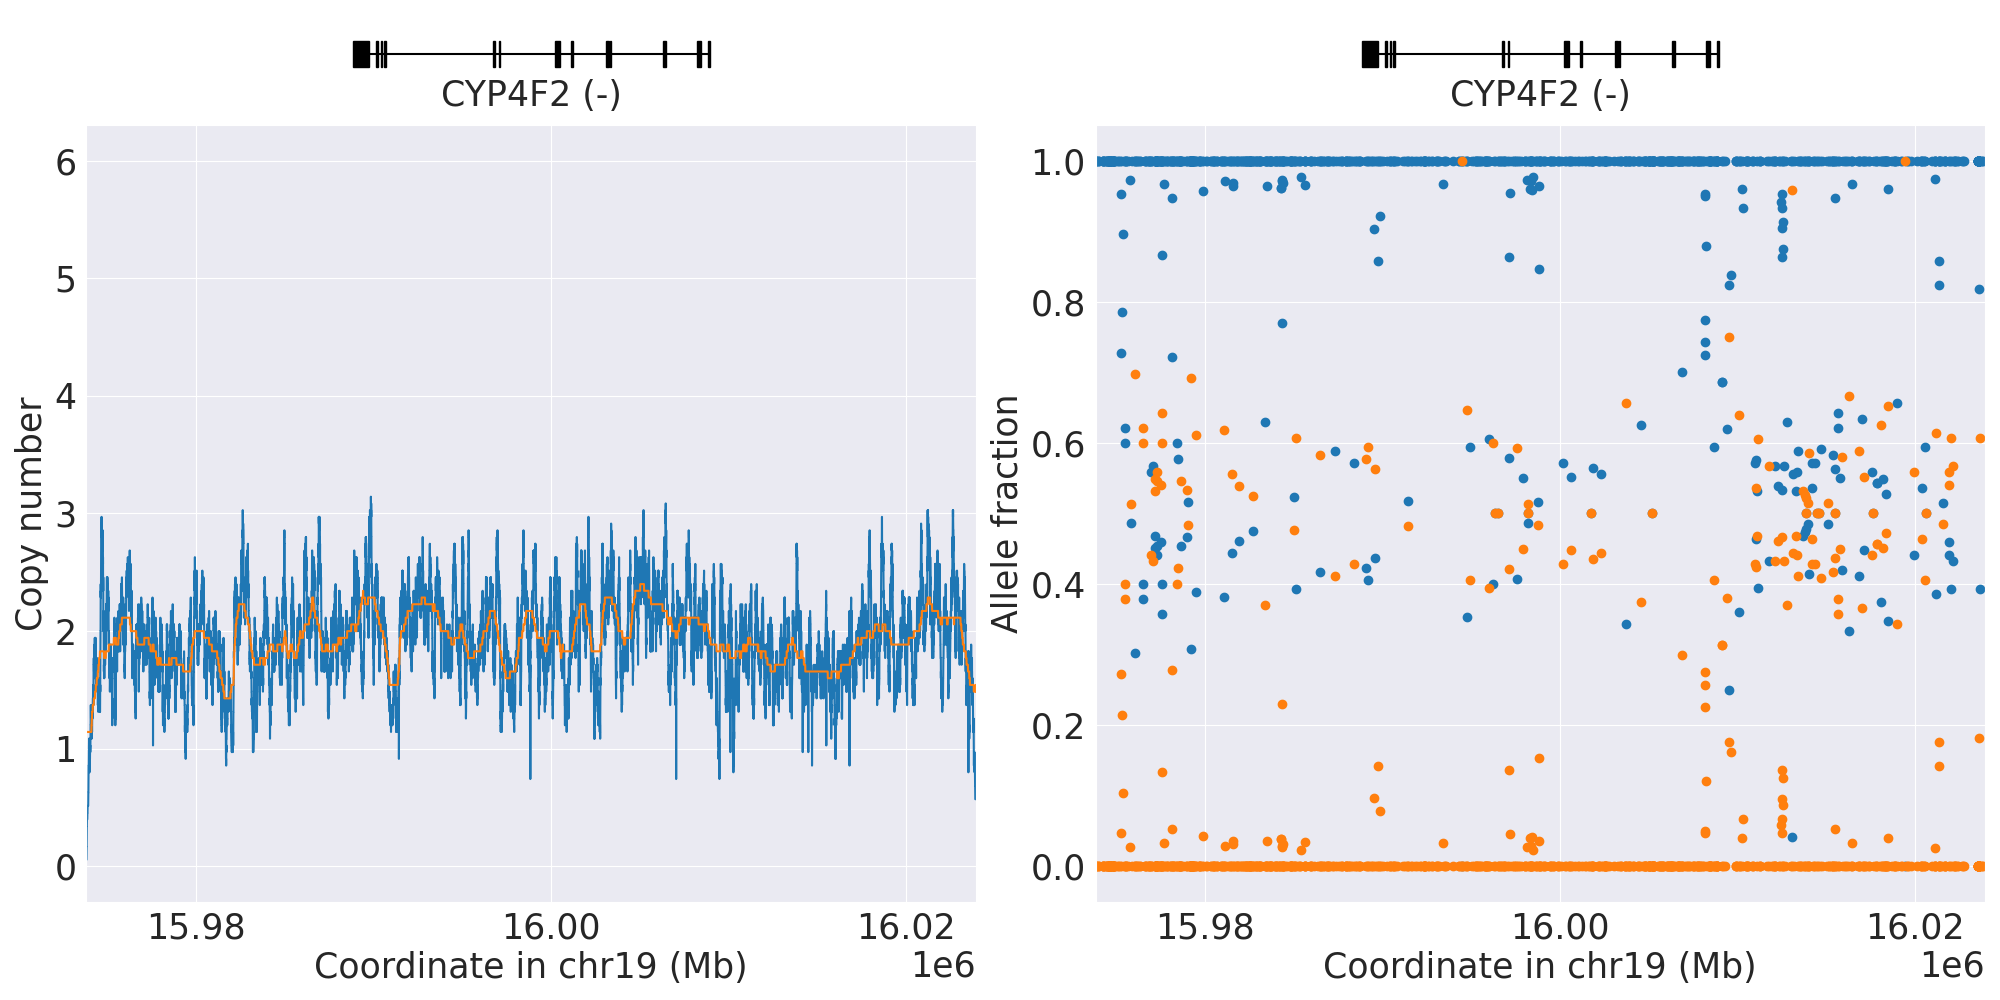 CYP4F2 (-)
6
5
4
3
2
1
0
Copy number
15.98
16.00
16.02
Coordinate in chr19 (Mb)
1e6
CYP4F2 (-)
1.0
0.8
0.6
0.4
0.2
0.0
Allele fraction
15.98
16.00
16.02
Coordinate in chr19 (Mb)
1e6